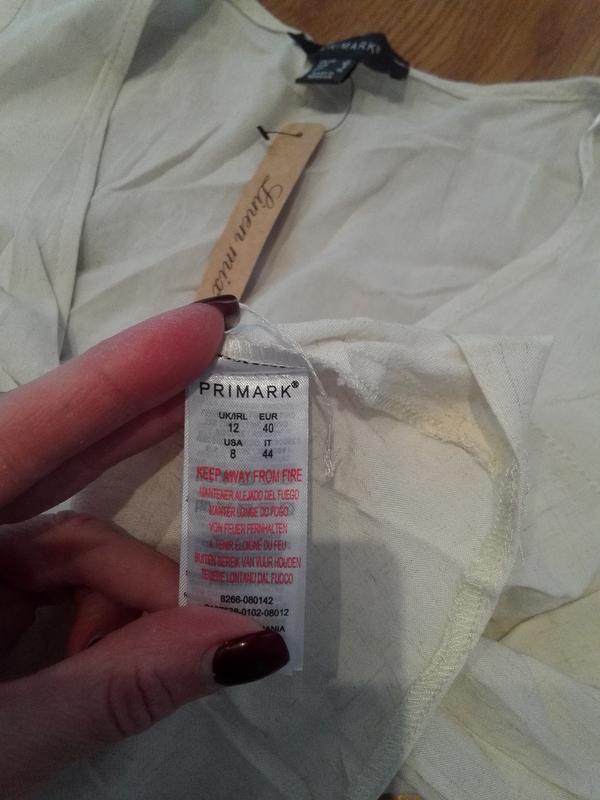 PRIMARK®
Linen mix
PRIMARK®
UK/IRL EUR
12 40
USA IT
8 44
KEEP AWAY FROM FIRE
MANTENER ALEJADO DEL FUEGO
MANTER LONGE DO FOGO
VON FEUER FERNHALTEN
À TENIR ÉLOIGNÉ DU FEU
BUITEN BEREIK VAN VUUR HOUDEN
TENERE LONTANO DAL FUOCO
8266-080142